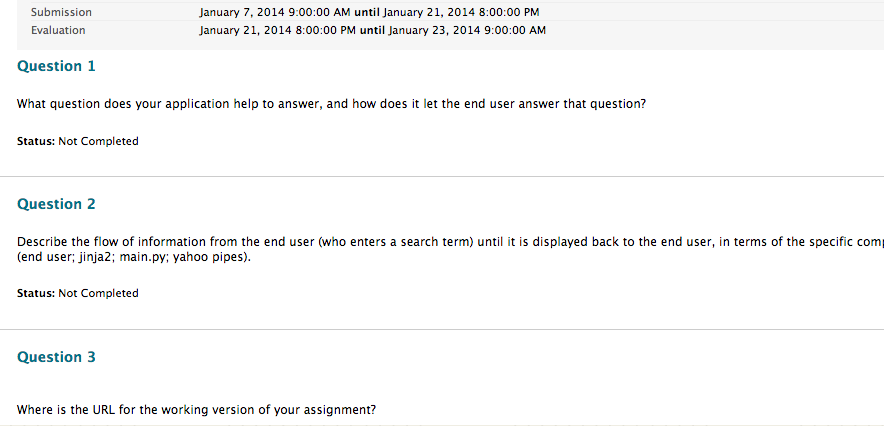 Submission January 7, 2014 9:00:00 AM until January 21, 2014 8:00:00 PM
Evaluation January 21, 2014 8:00:00 PM until January 23, 2014 9:00:00 AM
Question 1
What question does your application help to answer, and how does it let the end user answer that question?
Status: Not Completed
Question 2
Describe the flow of information from the end user (who enters a search term) until it is displayed back to the end user, in terms of the specific
(end user; jinja2; main.py; yahoo pipes).
Status: Not Completed
Question 3
Where is the URL for the working version of your assignment?